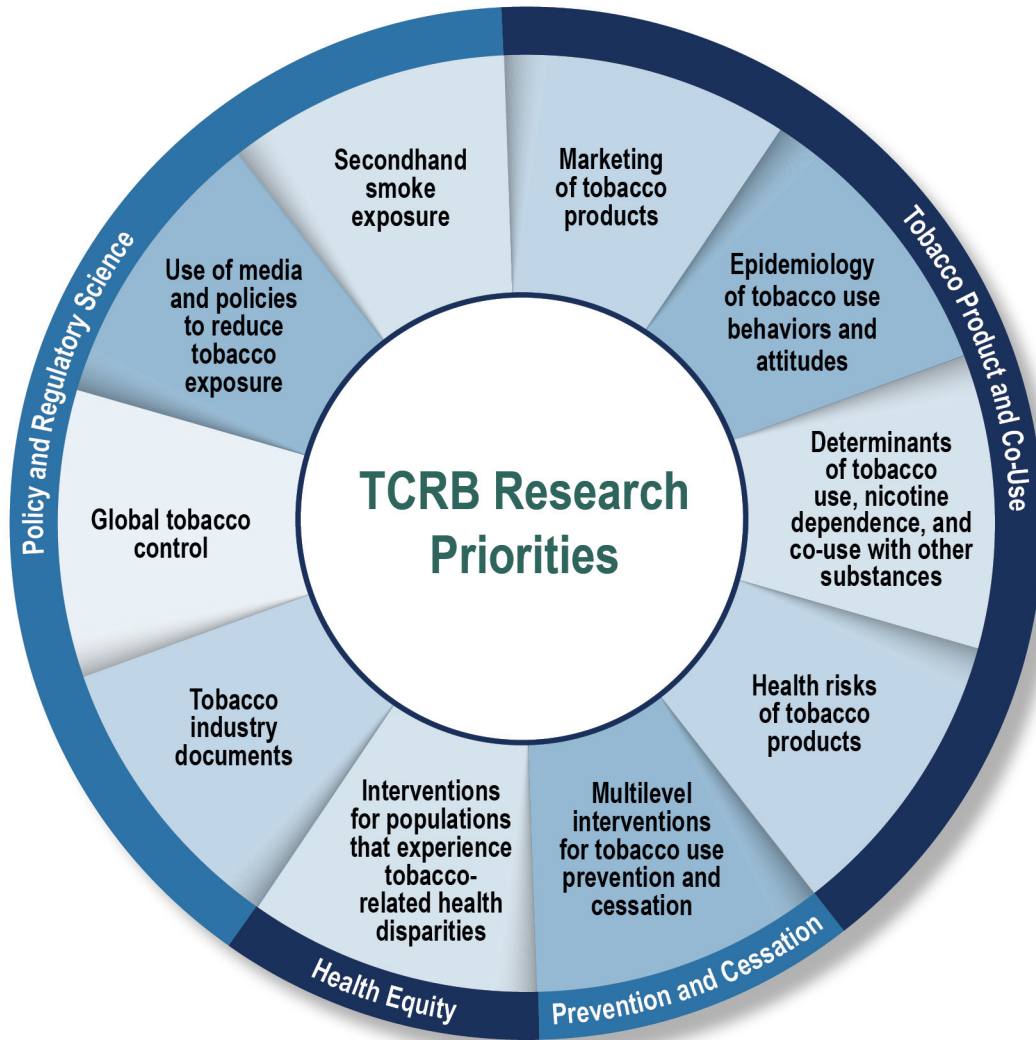 TCRB Research
Priorities
Tobacco Product and Co-Use
Marketing
of tobacco
products
Epidemiology
of tobacco use
behaviors and
attitudes
Determinants
of tobacco
use, nicotine
dependence, and
co-use with other
substances
Health risks
of tobacco
products
Prevention and Cessation
Multilevel
interventions
for tobacco use
prevention and
cessation
Health Equity
Interventions
for populations
that experience
tobacco-
related health
disparities
Policy and Regulatory Science
Tobacco
industry
documents
Global tobacco
control
Use of media
and policies
to reduce
tobacco
exposure
Secondhand
smoke
exposure